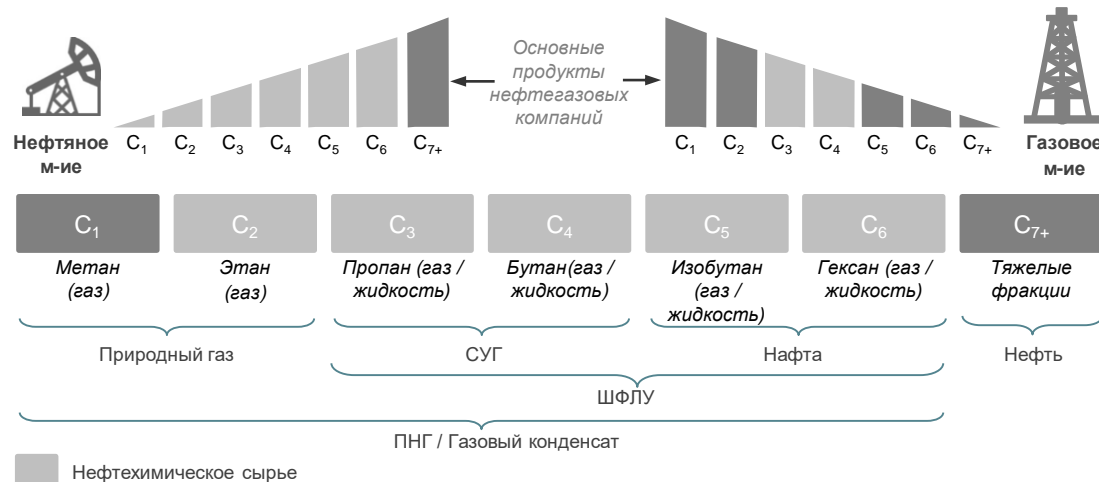 Основные
продукты
нефтегазовых
компаний
Нефтяное
м-ие
C₁ C₂ C₃ C₄ C₅ C₆ C₇₊
C₁ C₂ C₃ C₄ C₅ C₆ C₇₊
Газовое
м-ие
C₁ C₂ C₃ C₄ C₅ C₆ C₇₊
Метан
(газ)
Этан
(газ)
Пропан (газ /
жидкость)
Бутан(газ /
жидкость)
Изобутан
(газ /
жидкость)
Гексан (газ /
жидкость)
Тяжелые
фракции
Природный газ
СУГ
Нафта
Нефть
ШФЛУ
ПНГ / Газовый конденсат
Нефтехимическое сырье